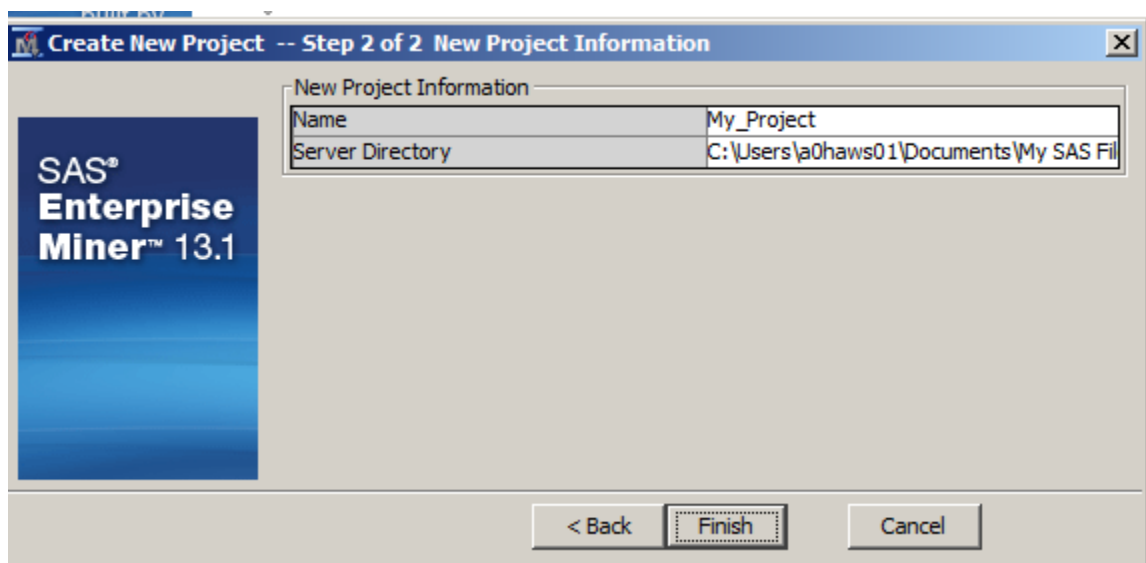 Create New Project -- Step 2 of 2 New Project Information
New Project Information
Name My_Project
Server Directory C:\Users\a0haws01\Documents\My SAS Fil
SAS®
Enterprise
Miner™ 13.1
< Back Finish Cancel